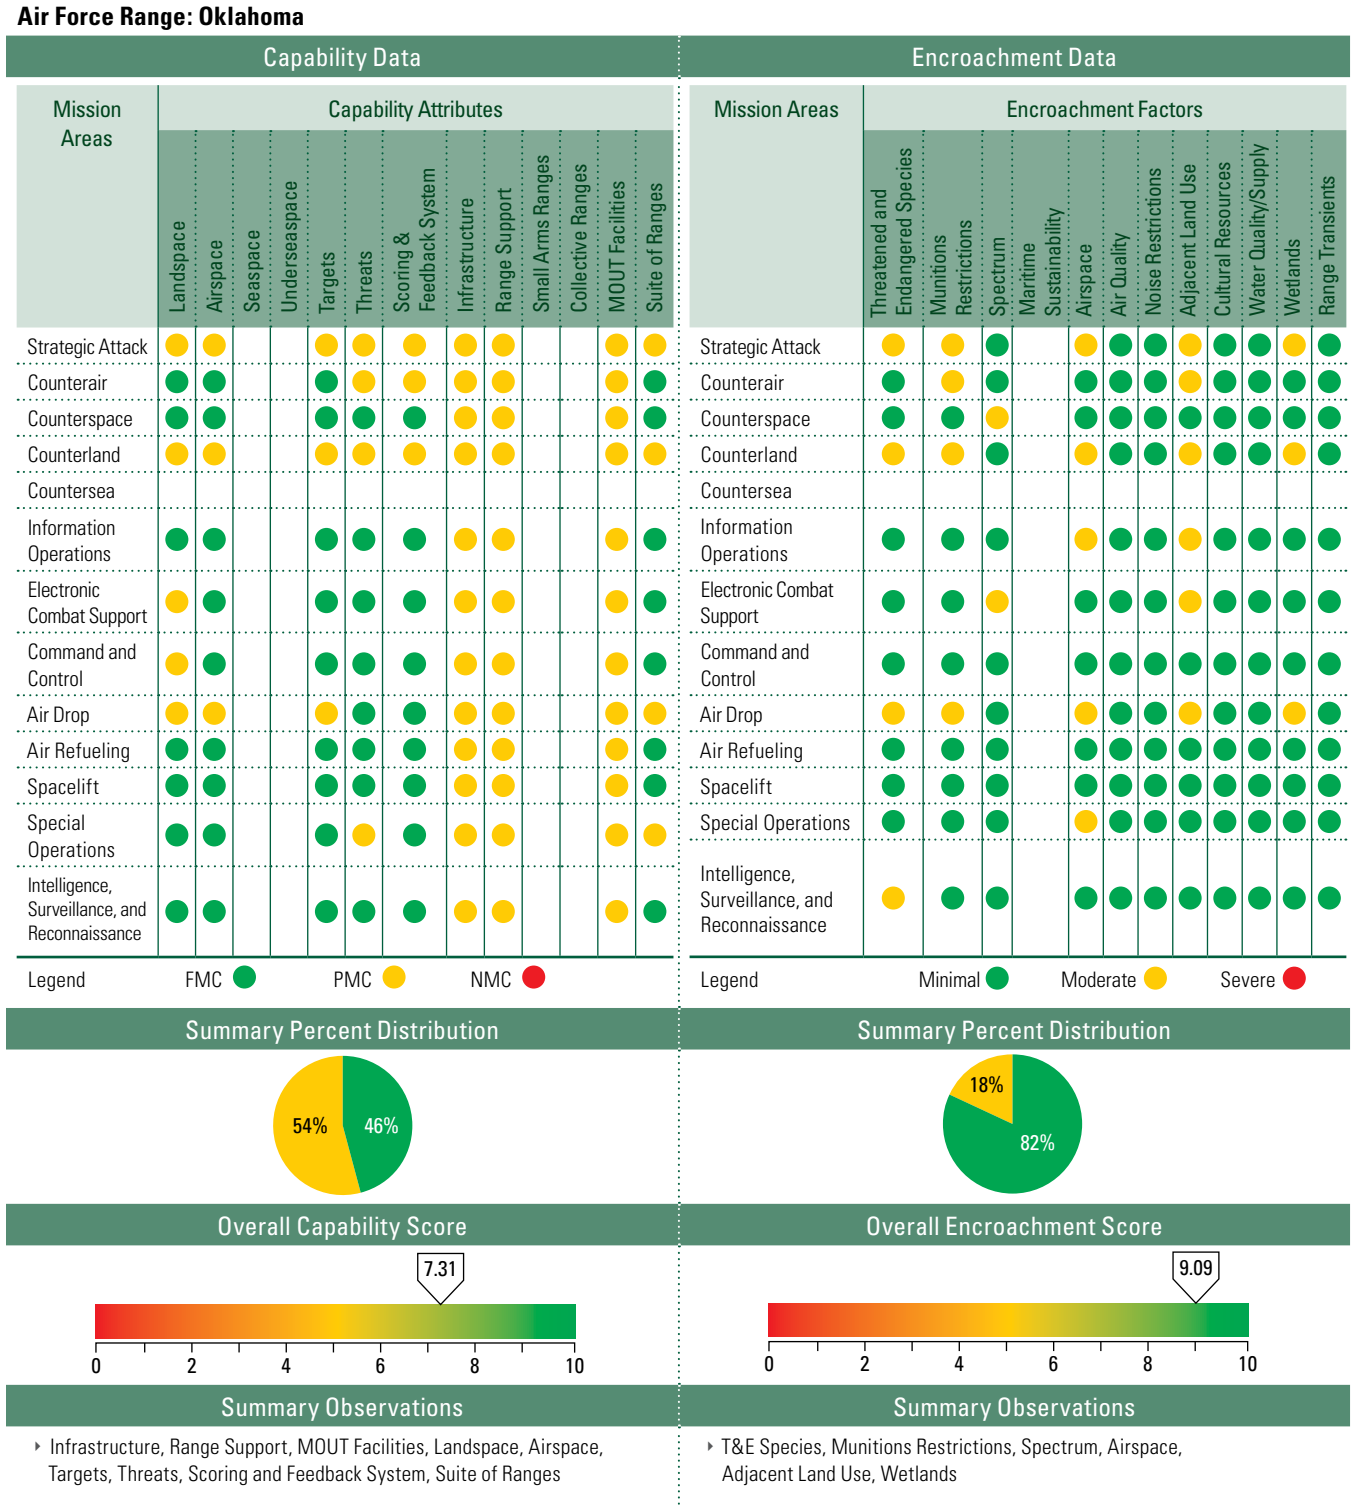 Air Force Range: Oklahoma
Capability Data
Mission
Areas
Capability Attributes
Landspace
Airspace
Seaspace
Underseaspace
Targets
Threats
Scoring &
Feedback System
Infrastructure
Range Support
Small Arms Ranges
Collective Ranges
MOUT Facilities
Suite of Ranges
Strategic Attack
Counterair
Counterspace
Counterland
Countersea
Information
Operations
Electronic
Combat Support
Command and
Control
Air Drop
Air Refueling
Spacelift
Special
Operations
Intelligence,
Surveillance, and
Reconnaissance
Legend
FMC
PMC
NMC
Summary Percent Distribution
54%
46%
Overall Capability Score
7.31
0
2
4
6
8
10
Summary Observations
‣ Infrastructure, Range Support, MOUT Facilities, Landspace, Airspace,
Targets, Threats, Scoring and Feedback System, Suite of Ranges
Encroachment Data
Mission Areas
Encroachment Factors
Threatened and
Endangered Species
Munitions
Restrictions
Spectrum
Maritime
Sustainability
Airspace
Air Quality
Noise Restrictions
Adjacent Land Use
Cultural Resources
Water Quality/Supply
Wetlands
Range Transients
Strategic Attack
Counterair
Counterspace
Counterland
Countersea
Information
Operations
Electronic Combat
Support
Command and
Control
Air Drop
Air Refueling
Spacelift
Special Operations
Intelligence,
Surveillance, and
Reconnaissance
Legend
Minimal
Moderate
Severe
Summary Percent Distribution
18%
82%
Overall Encroachment Score
9.09
0
2
4
6
8
10
Summary Observations
‣ T&E Species, Munitions Restrictions, Spectrum, Airspace,
Adjacent Land Use, Wetlands